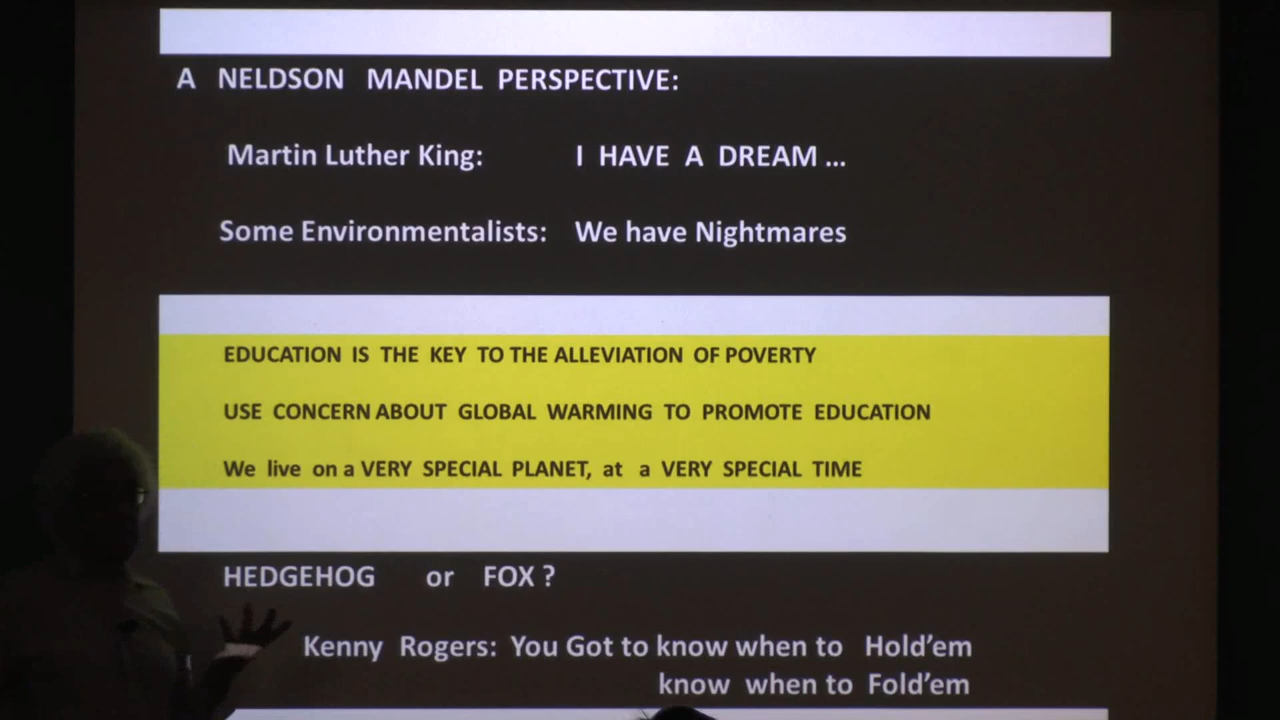 A NELDSON MANDEL PERSPECTIVE:
Martin Luther King: I HAVE A DREAM ...
Some Environmentalists: We have Nightmares
EDUCATION IS THE KEY TO THE ALLEVIATION OF POVERTY
USE CONCERN ABOUT GLOBAL WARMING TO PROMOTE EDUCATION
We live on a VERY SPECIAL PLANET, at a VERY SPECIAL TIME
HEDGEHOG or FOX ?
Kenny Rogers: You Got to know when to Hold'em
know when to Fold'em